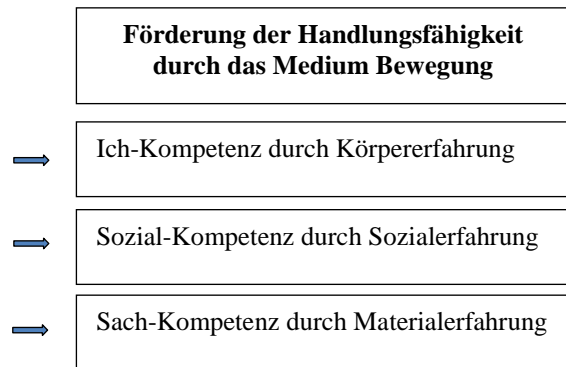 Förderung der Handlungsfähigkeit
durch das Medium Bewegung
Ich-Kompetenz durch Körpererfahrung
Sozial-Kompetenz durch Sozialerfahrung
Sach-Kompetenz durch Materialerfahrung